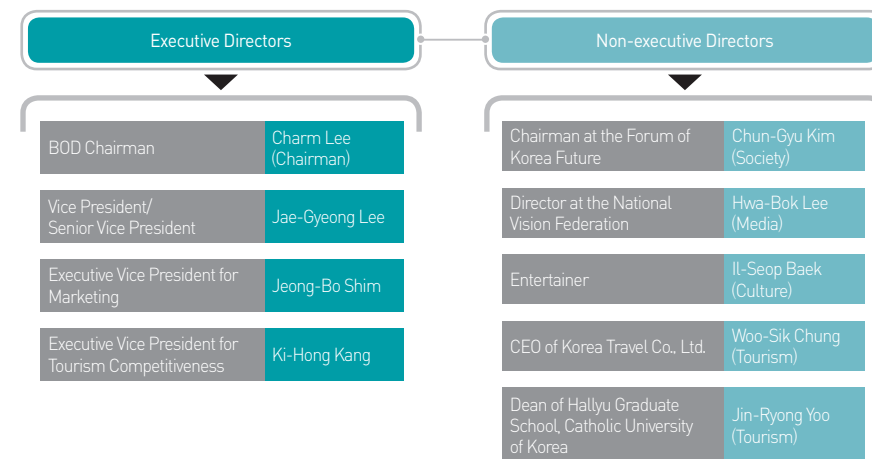 Executive Directors
Non-executive Directors
BOD Chairman
Charm Lee
(Chairman)
Vice President/
Senior Vice President
Jae-Gyeong Lee
Executive Vice President for
Marketing
Jeong-Bo Shim
Executive Vice President for
Tourism Competitiveness
Ki-Hong Kang
Chairman at the Forum of
Korea Future
Chun-Gyu Kim
(Society)
Director at the National
Vision Federation
Hwa-Bok Lee
(Media)
Entertainer
Il-Seop Baek
(Culture)
CEO of Korea Travel Co., Ltd.
Woo-Sik Chung
(Tourism)
Dean of Hallyu Graduate
School, Catholic University
of Korea
Jin-Ryong Yoo
(Tourism)